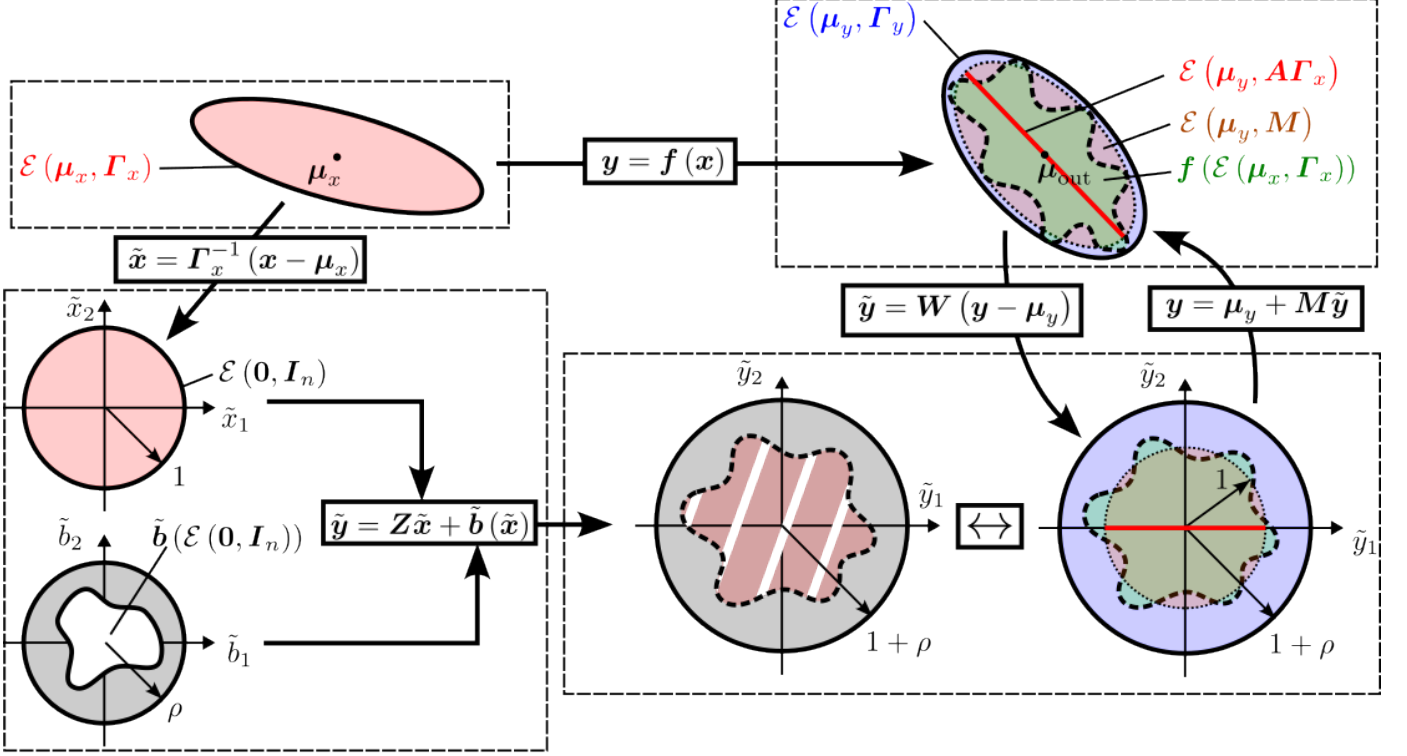 ℰ(μ_y, Γ_y)
ℰ(μ_y, AΓ_x)
ℰ(μ_y, M)
f(ℰ(μ_x, Γ_x))
μ_out
ℰ(μ_x, Γ_x)
μ_x
y = f(x)
x̃ = Γ_x^{-1}(x − μ_x)
ỹ = W(y − μ_y)
y = μ_y + Mỹ
x̃_2
ℰ(0, I_n)
x̃_1
1
b̃_2
b̃(ℰ(0, I_n))
b̃_1
ρ
ỹ = Zx̃ + b̃(x̃)
ỹ_2
ỹ_1
1 + ρ
↔
ỹ_2
1
ỹ_1
1 + ρ